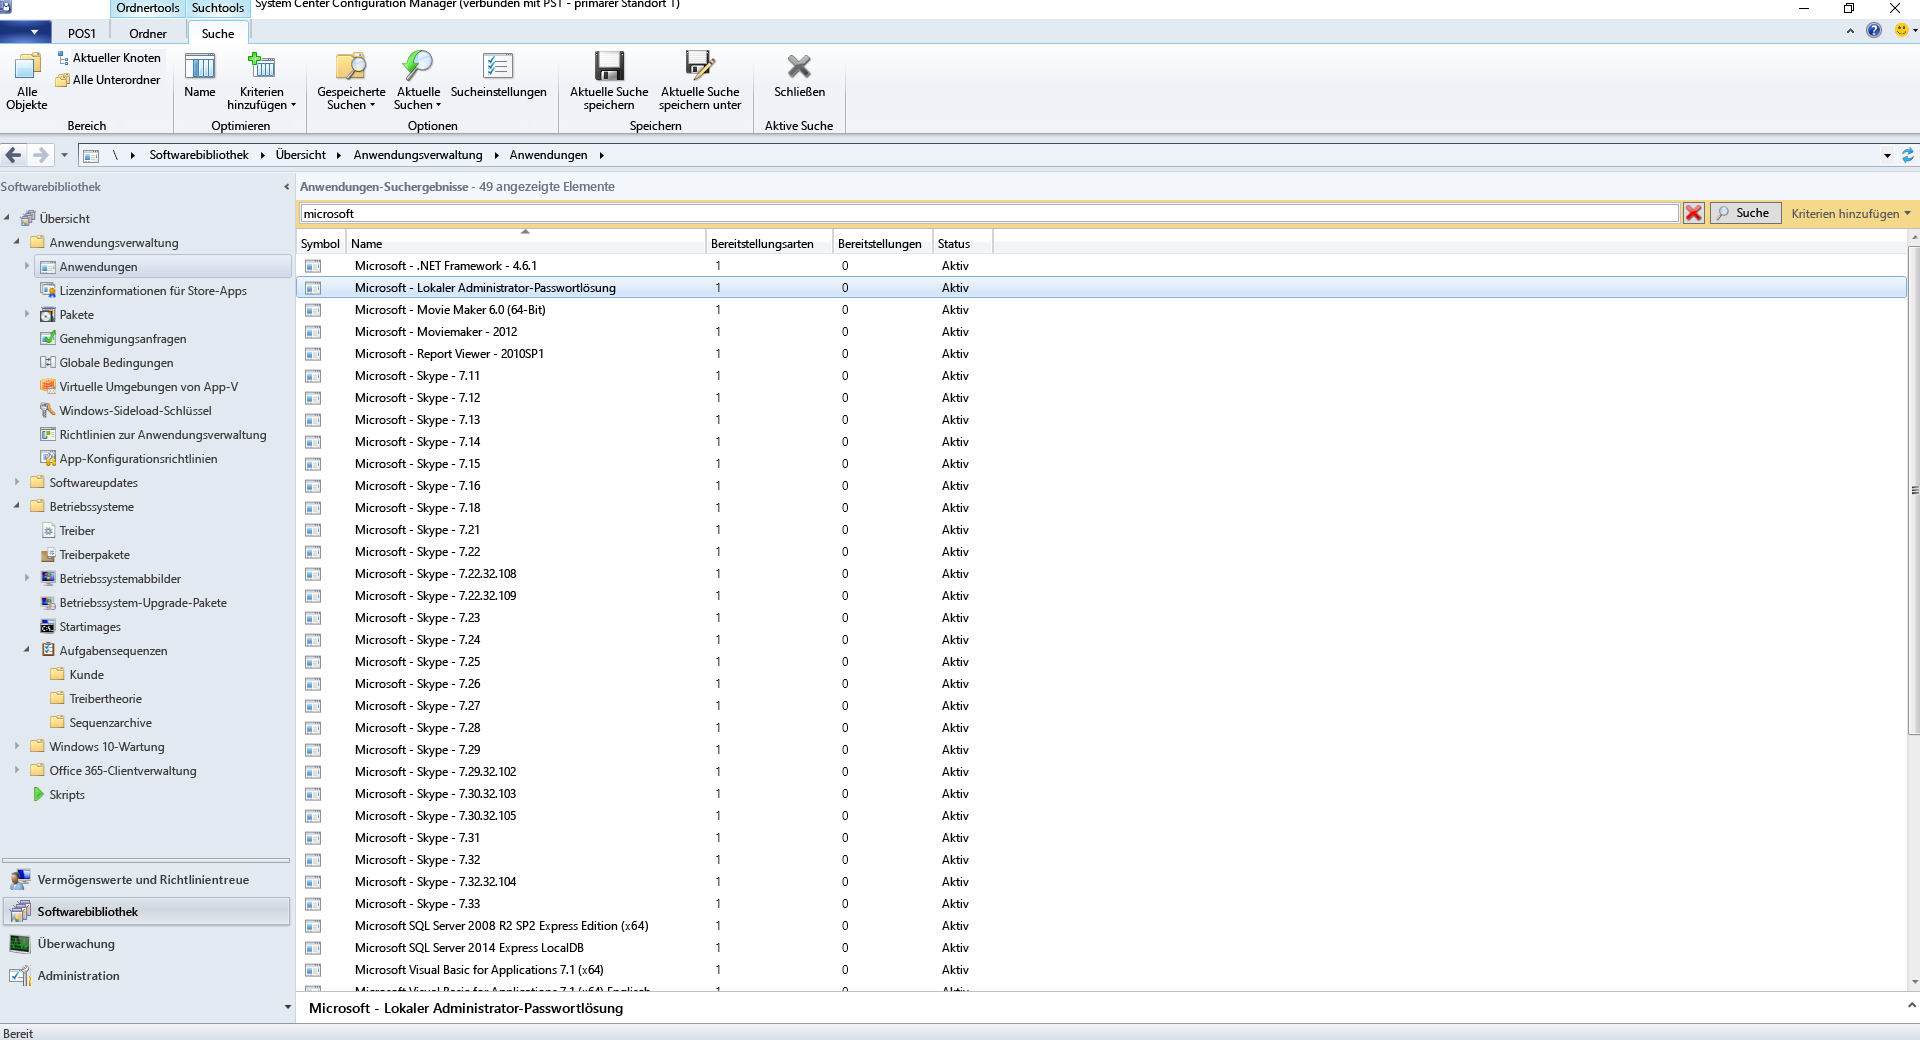 Ordnertools Suchtools System Center Configuration Manager (verbunden mit PS1 - primärer Standort 1)
POS1 Ordner Suche
Alle Objekte
Aktueller Knoten
Alle Unterordner
Bereich
Name
Kriterien hinzufügen
Optimieren
Gespeicherte Suchen
Aktuelle Suchen
Sucheinstellungen
Optionen
Aktuelle Suche speichern
Aktuelle Suche speichern unter
Speichern
Schließen
Aktive Suche
\ Softwarebibliothek Übersicht Anwendungsverwaltung Anwendungen
Softwarebibliothek
Übersicht
Anwendungsverwaltung
Anwendungen
Lizenzinformationen für Store-Apps
Pakete
Genehmigungsanfragen
Globale Bedingungen
Virtuelle Umgebungen von App-V
Windows-Sideload-Schlüssel
Richtlinien zur Anwendungsverwaltung
App-Konfigurationsrichtlinien
Softwareupdates
Betriebssysteme
Treiber
Treiberpakete
Betriebssystemabbilder
Betriebssystem-Upgrade-Pakete
Startimages
Aufgabensequenzen
Kunde
Treibertheorie
Sequenzarchive
Windows 10-Wartung
Office 365-Clientverwaltung
Skripts
Vermögenswerte und Richtlinientreue
Softwarebibliothek
Überwachung
Administration
Anwendungen-Suchergebnisse - 49 angezeigte Elemente
microsoft Suche Kriterien hinzufügen
Symbol Name Bereitstellungsarten Bereitstellungen Status
Microsoft - .NET Framework - 4.6.1 1 0 Aktiv
Microsoft - Lokaler Administrator-Passwortlösung 1 0 Aktiv
Microsoft - Movie Maker 6.0 (64-Bit) 1 0 Aktiv
Microsoft - Moviemaker - 2012 1 0 Aktiv
Microsoft - Report Viewer - 2010SP1 1 0 Aktiv
Microsoft - Skype - 7.11 1 0 Aktiv
Microsoft - Skype - 7.12 1 0 Aktiv
Microsoft - Skype - 7.13 1 0 Aktiv
Microsoft - Skype - 7.14 1 0 Aktiv
Microsoft - Skype - 7.15 1 0 Aktiv
Microsoft - Skype - 7.16 1 0 Aktiv
Microsoft - Skype - 7.18 1 0 Aktiv
Microsoft - Skype - 7.21 1 0 Aktiv
Microsoft - Skype - 7.22 1 0 Aktiv
Microsoft - Skype - 7.22.32.108 1 0 Aktiv
Microsoft - Skype - 7.22.32.109 1 0 Aktiv
Microsoft - Skype - 7.23 1 0 Aktiv
Microsoft - Skype - 7.24 1 0 Aktiv
Microsoft - Skype - 7.25 1 0 Aktiv
Microsoft - Skype - 7.26 1 0 Aktiv
Microsoft - Skype - 7.27 1 0 Aktiv
Microsoft - Skype - 7.28 1 0 Aktiv
Microsoft - Skype - 7.29 1 0 Aktiv
Microsoft - Skype - 7.29.32.102 1 0 Aktiv
Microsoft - Skype - 7.30.32.103 1 0 Aktiv
Microsoft - Skype - 7.30.32.105 1 0 Aktiv
Microsoft - Skype - 7.31 1 0 Aktiv
Microsoft - Skype - 7.32 1 0 Aktiv
Microsoft - Skype - 7.32.32.104 1 0 Aktiv
Microsoft - Skype - 7.33 1 0 Aktiv
Microsoft SQL Server 2008 R2 SP2 Express Edition (x64) 1 0 Aktiv
Microsoft SQL Server 2014 Express LocalDB 1 0 Aktiv
Microsoft Visual Basic for Applications 7.1 (x64) 1 0 Aktiv
Microsoft Visual Basic for Applications 7.1 (x64) Englisch 1 0 Aktiv
Microsoft - Lokaler Administrator-Passwortlösung
Bereit